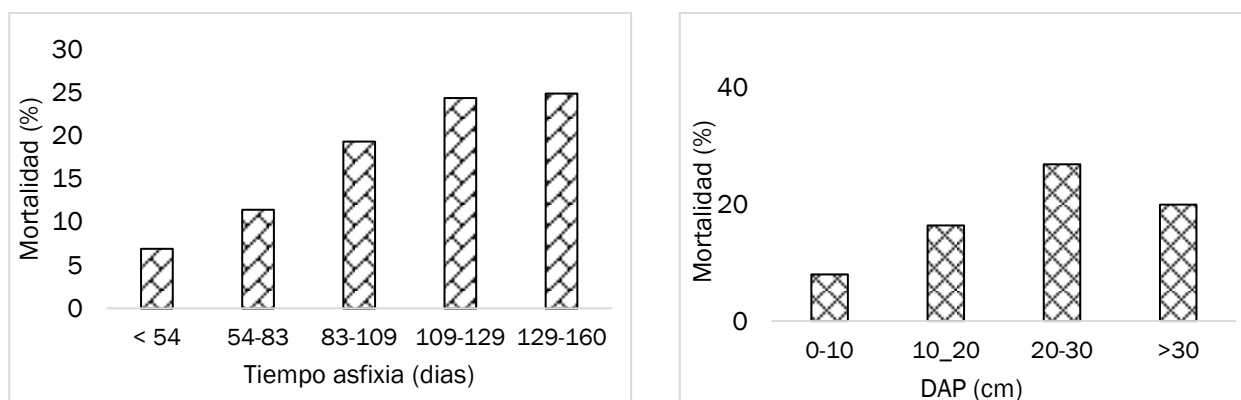 30
25
20
15
10
5
0
Mortalidad (%)
< 54 54-83 83-109 109-129 129-160
Tiempo asfixia (dias)
40
20
0
Mortalidad (%)
0-10 10_20 20-30 >30
DAP (cm)